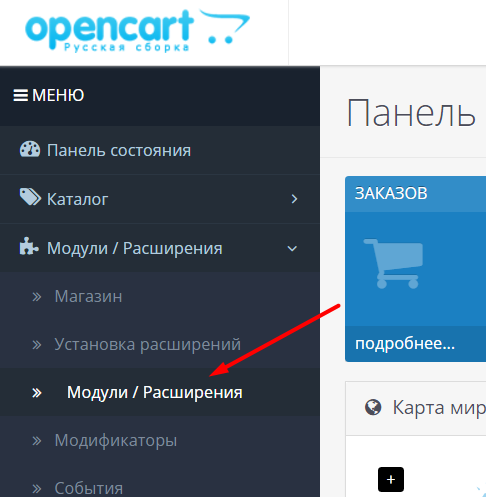 opencart
Русская сборка
МЕНЮ
Панель состояния
Каталог
Модули / Расширения
Магазин
Установка расширений
Модули / Расширения
Модификаторы
События
Панель
ЗАКАЗОВ
подробнее...
Карта мир
+